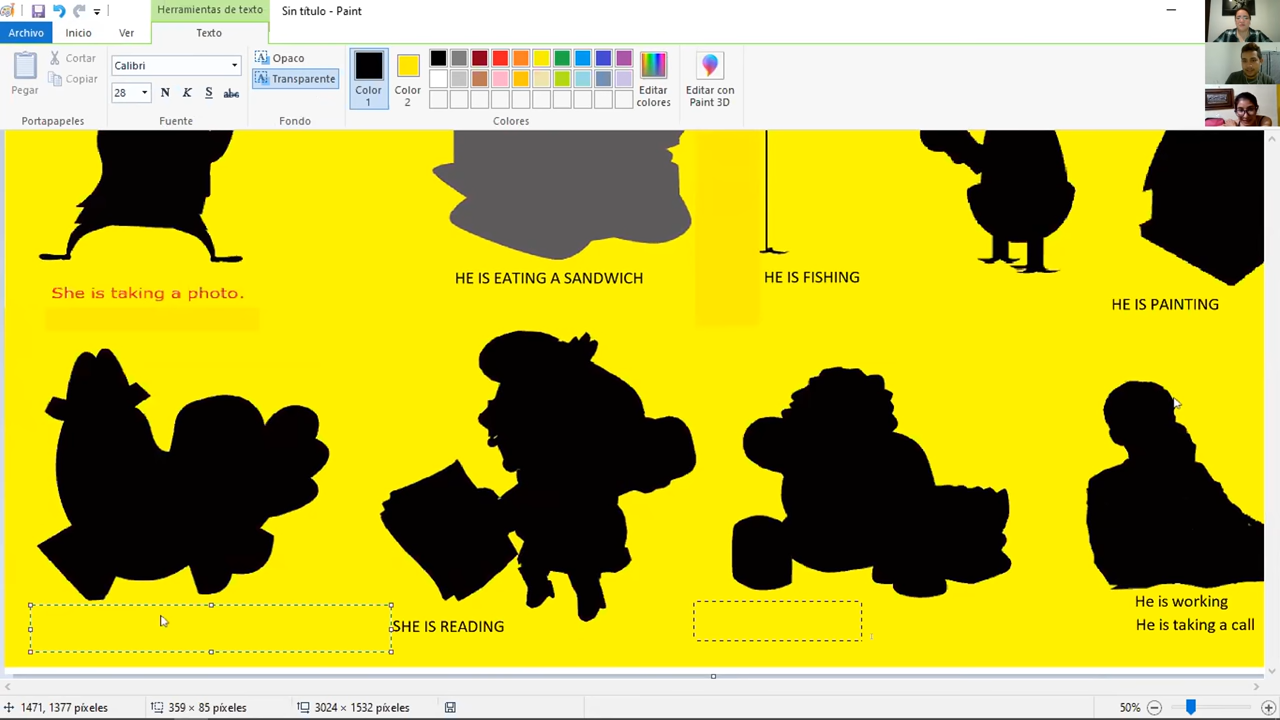 Herramientas de texto
Sin título - Paint
Archivo
Inicio
Ver
Texto
Pegar
Cortar
Copiar
Portapapeles
Calibri
28
N
K
S
abc
Fuente
Opaco
Transparente
Fondo
Color 1
Color 2
Editar colores
Editar con Paint 3D
Colores
HE IS EATING A SANDWICH
HE IS FISHING
She is taking a photo.
HE IS PAINTING
SHE IS READING
He is working
He is taking a call
1471, 1377 píxeles
359 × 85 píxeles
3024 × 1532 píxeles
50%